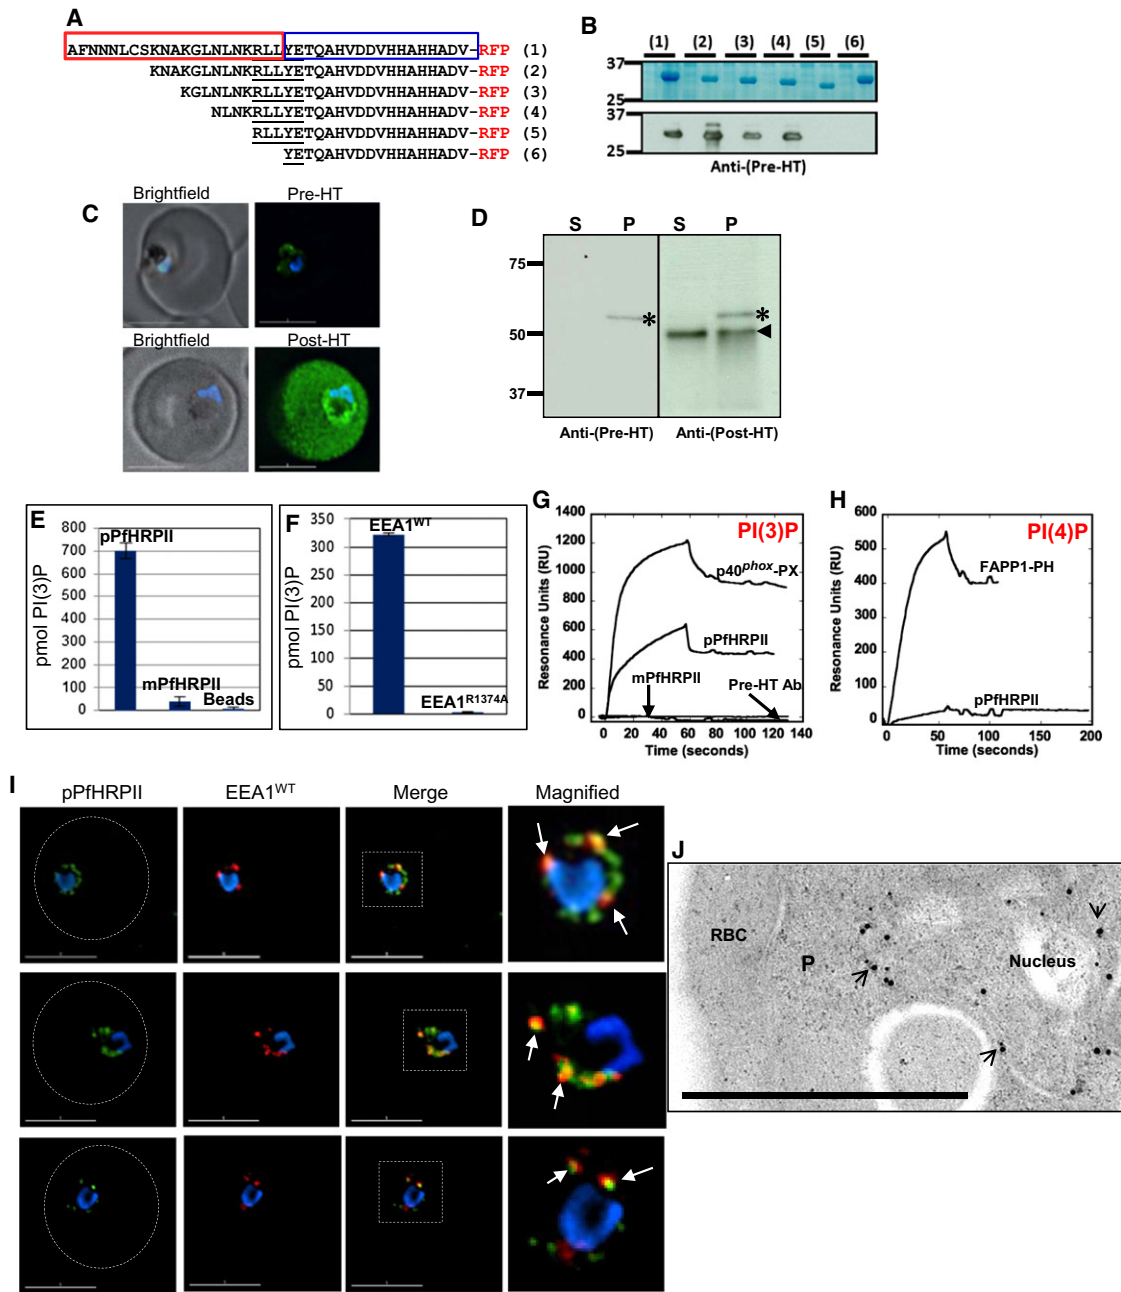 A
AFNNNLCSKNAKGLNLNKRLLYETQAHVDDVHHAHHADV-RFP (1)
KNAKGLNLNKRLLYETQAHVDDVHHAHHADV-RFP (2)
KGLNLNKRLLYETQAHVDDVHHAHHADV-RFP (3)
NLNKRLLYETQAHVDDVHHAHHADV-RFP (4)
RLLYETQAHVDDVHHAHHADV-RFP (5)
YETQAHVDDVHHAHHADV-RFP (6)
B
(1) (2) (3) (4) (5) (6)
37
25
37
25
Anti-(Pre-HT)
C
Brightfield Pre-HT
Brightfield Post-HT
D
S P S P
75
50
37
*
*
Anti-(Pre-HT) Anti-(Post-HT)
E
pmol PI(3)P
800
700
600
500
400
300
200
100
0
pPfHRPII
mPfHRPII
Beads
F
pmol PI(3)P
350
300
250
200
150
100
50
0
EEA1WT
EEA1R1374A
G
PI(3)P
Resonance Units (RU)
1400
1200
1000
800
600
400
200
0
p40phox-PX
pPfHRPII
mPfHRPII
Pre-HT Ab
0 20 40 60 80 100 120 140
Time (seconds)
H
PI(4)P
Resonance Units (RU)
600
500
400
300
200
100
0
FAPP1-PH
pPfHRPII
0 50 100 150 200
Time (seconds)
I
pPfHRPII EEA1WT Merge Magnified
J
RBC
P
Nucleus